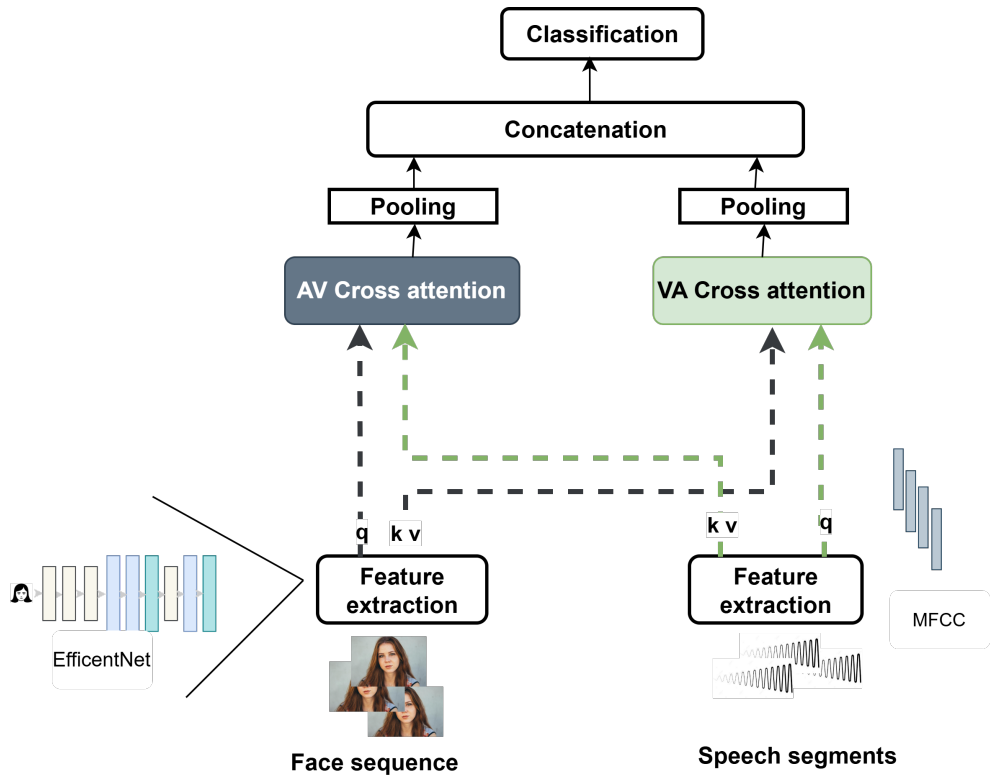 Classification
Concatenation
Pooling
Pooling
AV Cross attention
VA Cross attention
q
k v
k v
q
Feature
extraction
Feature
extraction
EfficentNet
MFCC
Face sequence
Speech segments